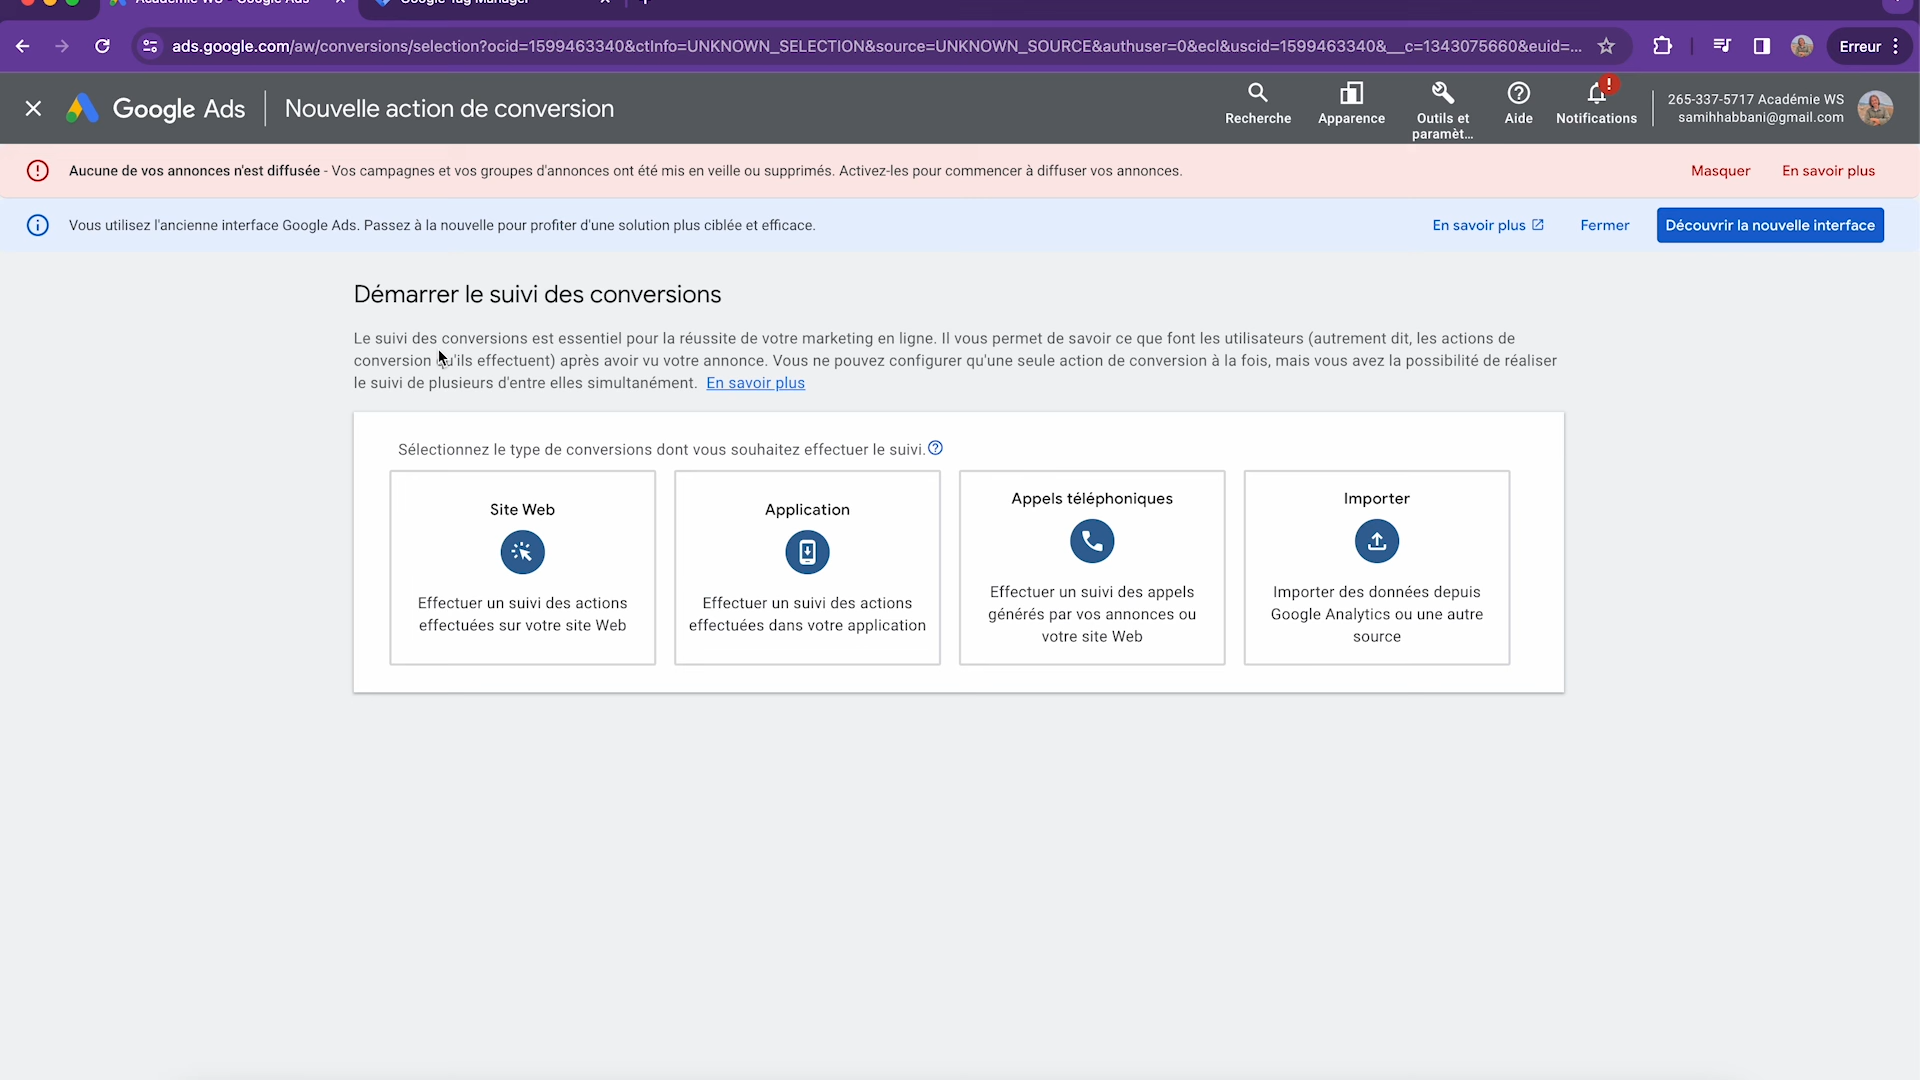 Académie WS - Google Ads
Google Tag Manager
ads.google.com/aw/conversions/selection?ocid=1599463340&ctInfo=UNKNOWN_SELECTION&source=UNKNOWN_SOURCE&authuser=0&ecl&uscid=1599463340&__c=1343075660&euid=...
Erreur
Google Ads
Nouvelle action de conversion
Recherche
Apparence
Outils et
paramèt...
Aide
Notifications
265-337-5717 Académie WS
samihhabbani@gmail.com
Aucune de vos annonces n'est diffusée - Vos campagnes et vos groupes d'annonces ont été mis en veille ou supprimés. Activez-les pour commencer à diffuser vos annonces.
Masquer
En savoir plus
Vous utilisez l'ancienne interface Google Ads. Passez à la nouvelle pour profiter d'une solution plus ciblée et efficace.
En savoir plus
Fermer
Découvrir la nouvelle interface
Démarrer le suivi des conversions
Le suivi des conversions est essentiel pour la réussite de votre marketing en ligne. Il vous permet de savoir ce que font les utilisateurs (autrement dit, les actions de
conversion qu'ils effectuent) après avoir vu votre annonce. Vous ne pouvez configurer qu'une seule action de conversion à la fois, mais vous avez la possibilité de réaliser
le suivi de plusieurs d'entre elles simultanément. En savoir plus
Sélectionnez le type de conversions dont vous souhaitez effectuer le suivi.
Site Web
Effectuer un suivi des actions
effectuées sur votre site Web
Application
Effectuer un suivi des actions
effectuées dans votre application
Appels téléphoniques
Effectuer un suivi des appels
générés par vos annonces ou
votre site Web
Importer
Importer des données depuis
Google Analytics ou une autre
source